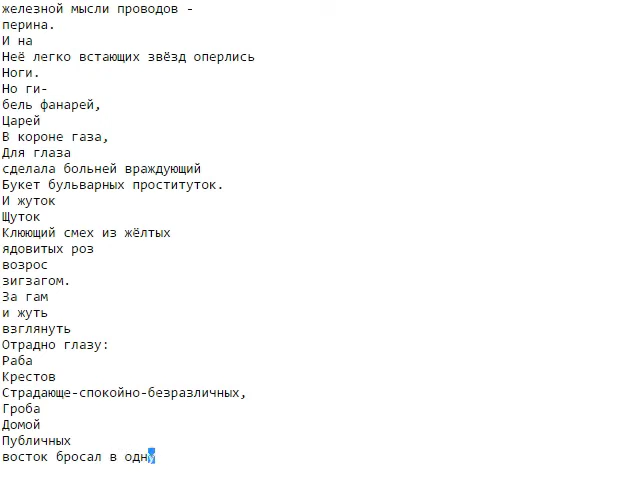 железной мысли проводов -
перина.
И на
Неё легко встающих звёзд оперлись
Ноги.
Но ги-
бель фанарей,
Царей
В короне газа,
Для глаза
сделала больней враждующий
Букет бульварных проституток.
И жуток
Щуток
Клюющий смех из жёлтых
ядовитых роз
возрос
зигзагом.
За гам
и жуть
взглянуть
Отрадно глазу:
Раба
Крестов
Страдающе-спокойно-безразличных,
Гроба
Домой
Публичных
восток бросал в одну